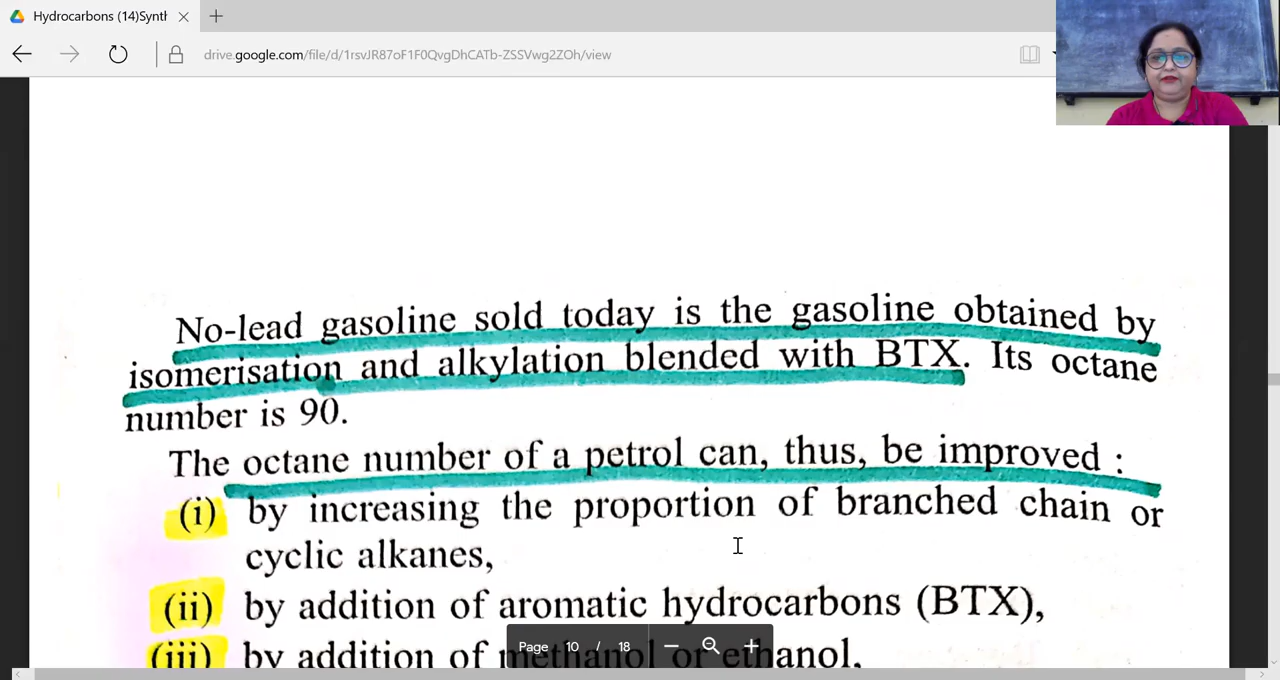 Hydrocarbons (14)Synth
drive.google.com/file/d/1rsvJR87oF1F0QvgDhCATb-ZSSVwg2ZOh/view
No-lead gasoline sold today is the gasoline obtained by
isomerisation and alkylation blended with BTX. Its octane
number is 90.
The octane number of a petrol can, thus, be improved :
(i) by increasing the proportion of branched chain or
cyclic alkanes,
(ii) by addition of aromatic hydrocarbons (BTX),
(iii) by addition of methanol or ethanol,
Page 10 / 18